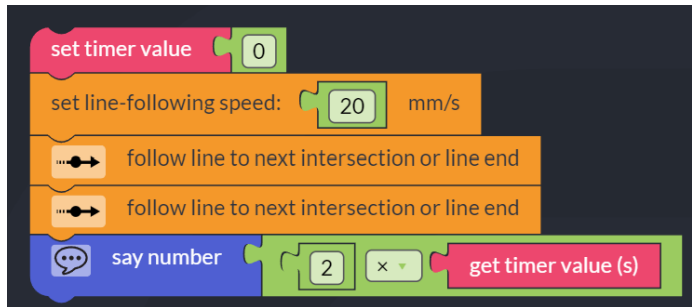 set timer value 0
set line-following speed: 20 mm/s
follow line to next intersection or line end
follow line to next intersection or line end
say number 2 × get timer value (s)